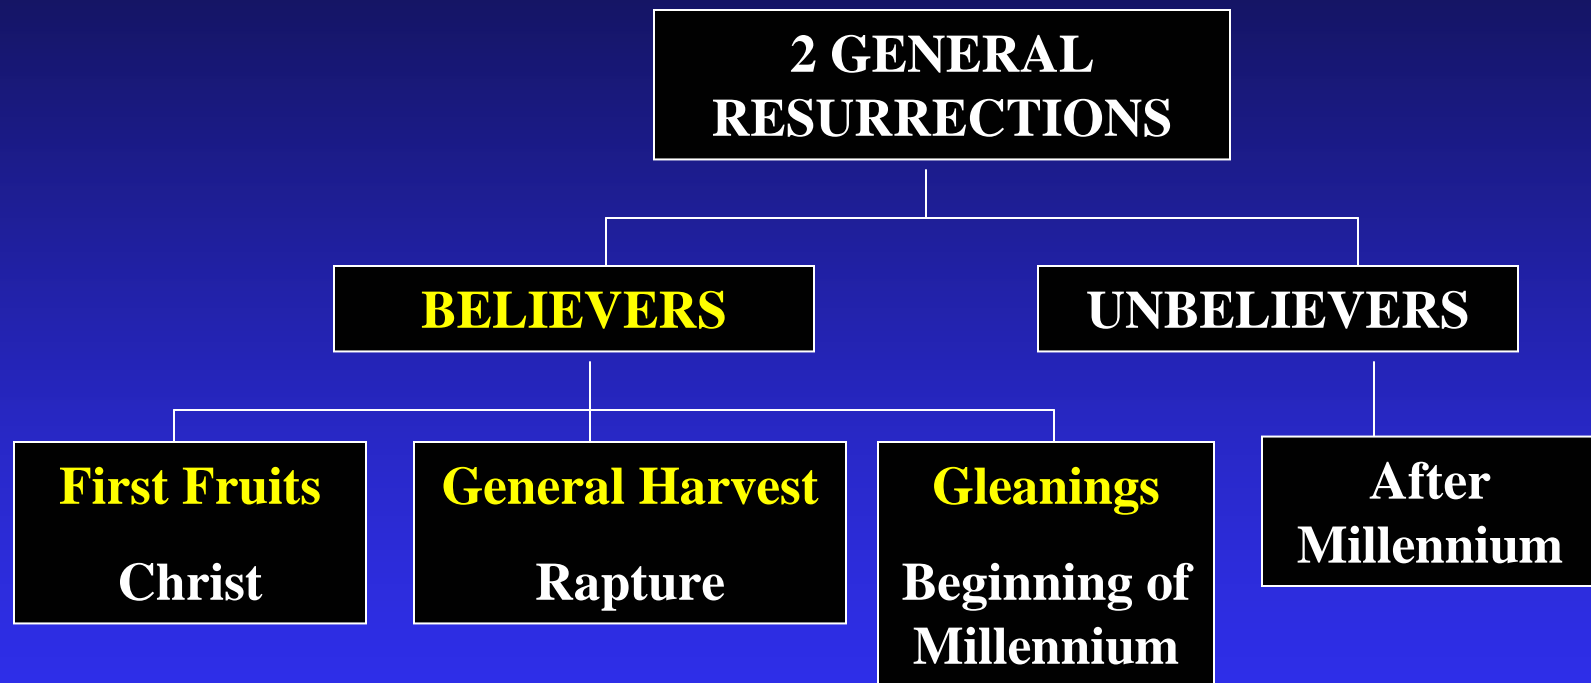 2 GENERAL
RESURRECTIONS
BELIEVERS
UNBELIEVERS
First Fruits
Christ
General Harvest
Rapture
Gleanings
Beginning of
Millennium
After
Millennium